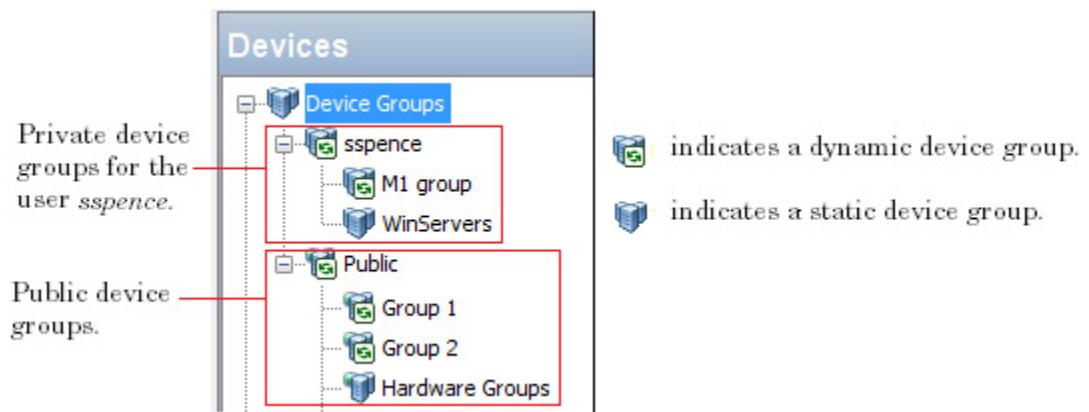 Devices
Device Groups
Private device
groups for the
user sspence.
sspence
M1 group
WinServers
Public device
groups.
Public
Group 1
Group 2
Hardware Groups
indicates a dynamic device group.
indicates a static device group.